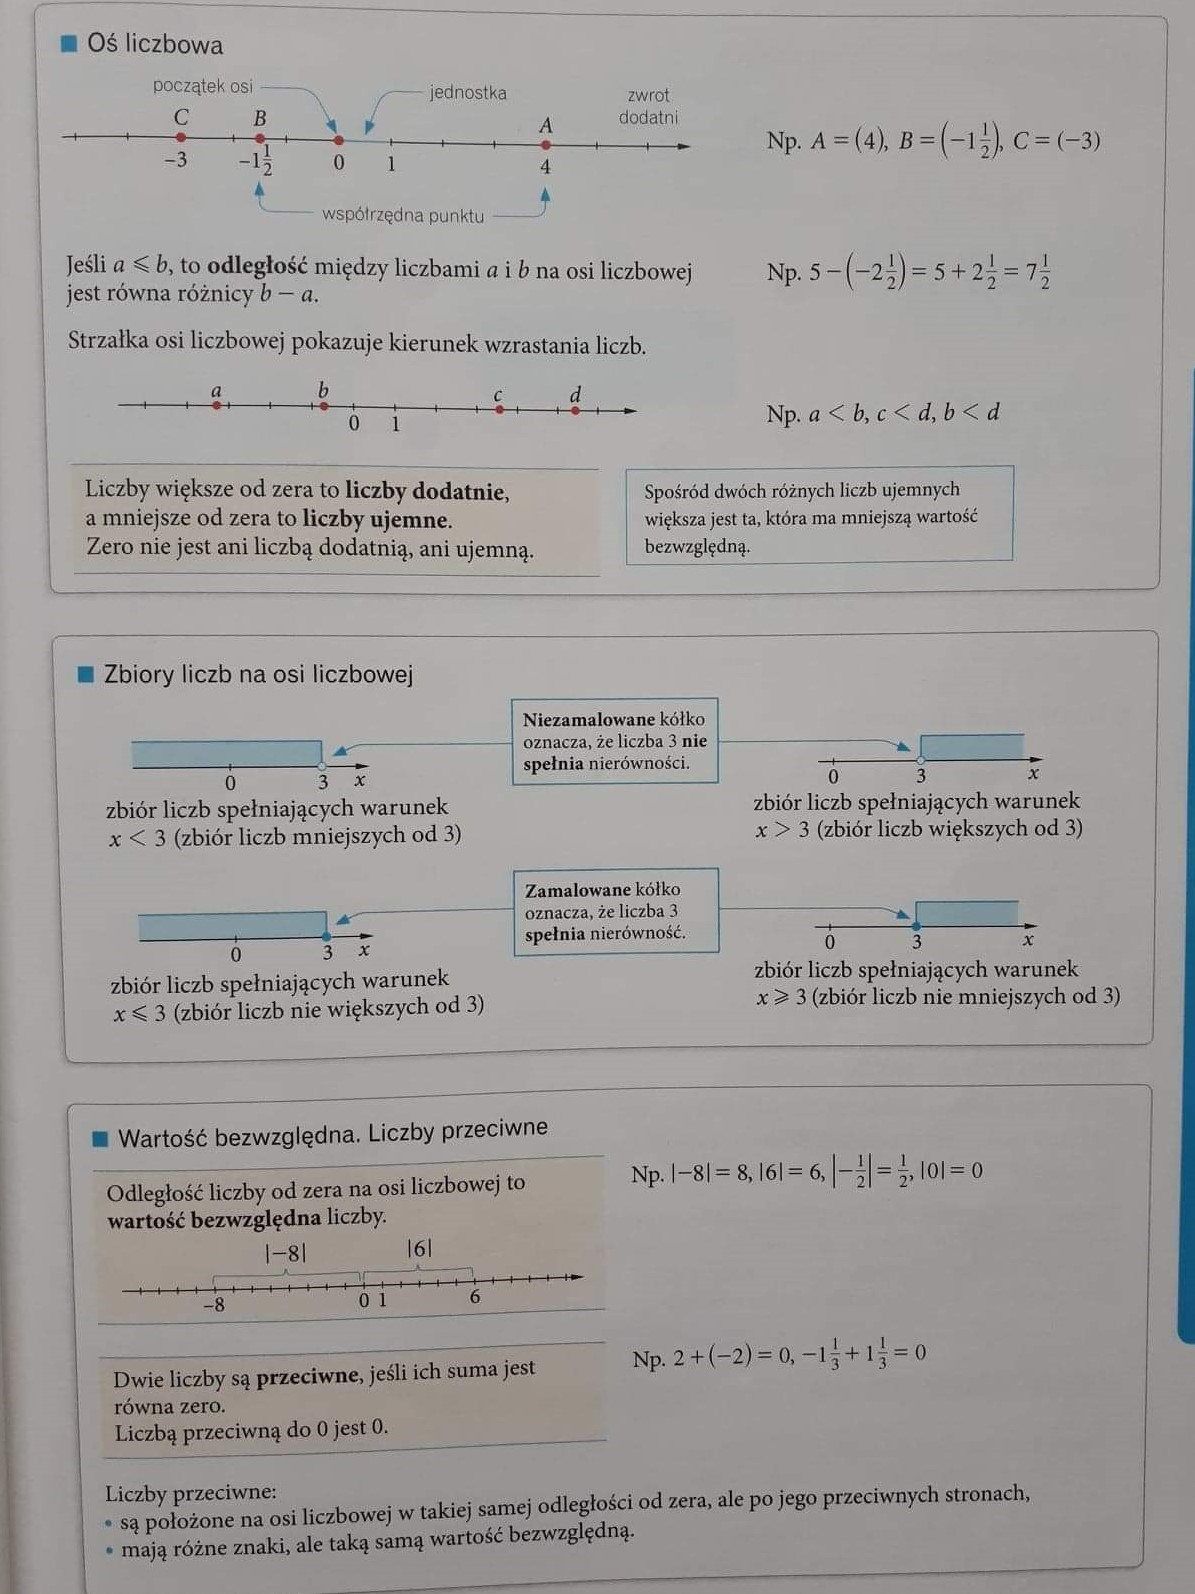 Oś liczbowa
początek osi
jednostka
zwrot
dodatni
C B A
-3 -1½ 0 1 4
współrzędna punktu
Np. A = (4), B = (-1½), C = (-3)
Jeśli a ⩽ b, to odległość między liczbami a i b na osi liczbowej
jest równa różnicy b – a.
Np. 5 - (-2½) = 5 + 2½ = 7½
Strzałka osi liczbowej pokazuje kierunek wzrastania liczb.
a b c d
0 1
Np. a < b, c < d, b < d
Liczby większe od zera to liczby dodatnie,
a mniejsze od zera to liczby ujemne.
Zero nie jest ani liczbą dodatnią, ani ujemną.
Spośród dwóch różnych liczb ujemnych
większa jest ta, która ma mniejszą wartość
bezwzględną.
Zbiory liczb na osi liczbowej
0 3 x
zbiór liczb spełniających warunek
x < 3 (zbiór liczb mniejszych od 3)
Niezamalowane kółko
oznacza, że liczba 3 nie
spełnia nierówności.
0 3 x
zbiór liczb spełniających warunek
x > 3 (zbiór liczb większych od 3)
0 3 x
zbiór liczb spełniających warunek
x ⩽ 3 (zbiór liczb nie większych od 3)
Zamalowane kółko
oznacza, że liczba 3
spełnia nierówność.
0 3 x
zbiór liczb spełniających warunek
x ⩾ 3 (zbiór liczb nie mniejszych od 3)
Wartość bezwzględna. Liczby przeciwne
Odległość liczby od zera na osi liczbowej to
wartość bezwzględna liczby.
|-8| |6|
-8 0 1 6
Np. |-8| = 8, |6| = 6, |-½| = ½, |0| = 0
Dwie liczby są przeciwne, jeśli ich suma jest
równa zero.
Liczbą przeciwną do 0 jest 0.
Np. 2 + (-2) = 0, -1⅓ + 1⅓ = 0
Liczby przeciwne:
• są położone na osi liczbowej w takiej samej odległości od zera, ale po jego przeciwnych stronach,
• mają różne znaki, ale taką samą wartość bezwzględną.